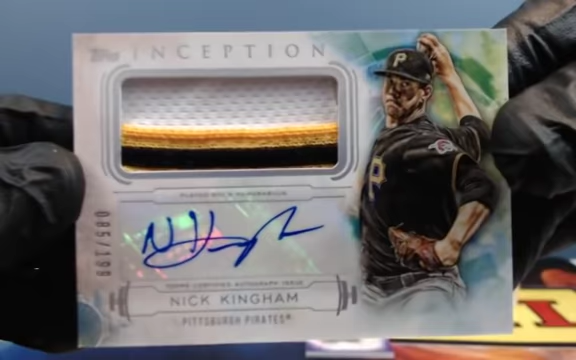 Topps INCEPTION
P
P
PLAYER-WORN MEMORABILIA
085/199
TOPPS CERTIFIED AUTOGRAPH ISSUE
NICK KINGHAM
PITTSBURGH PIRATES